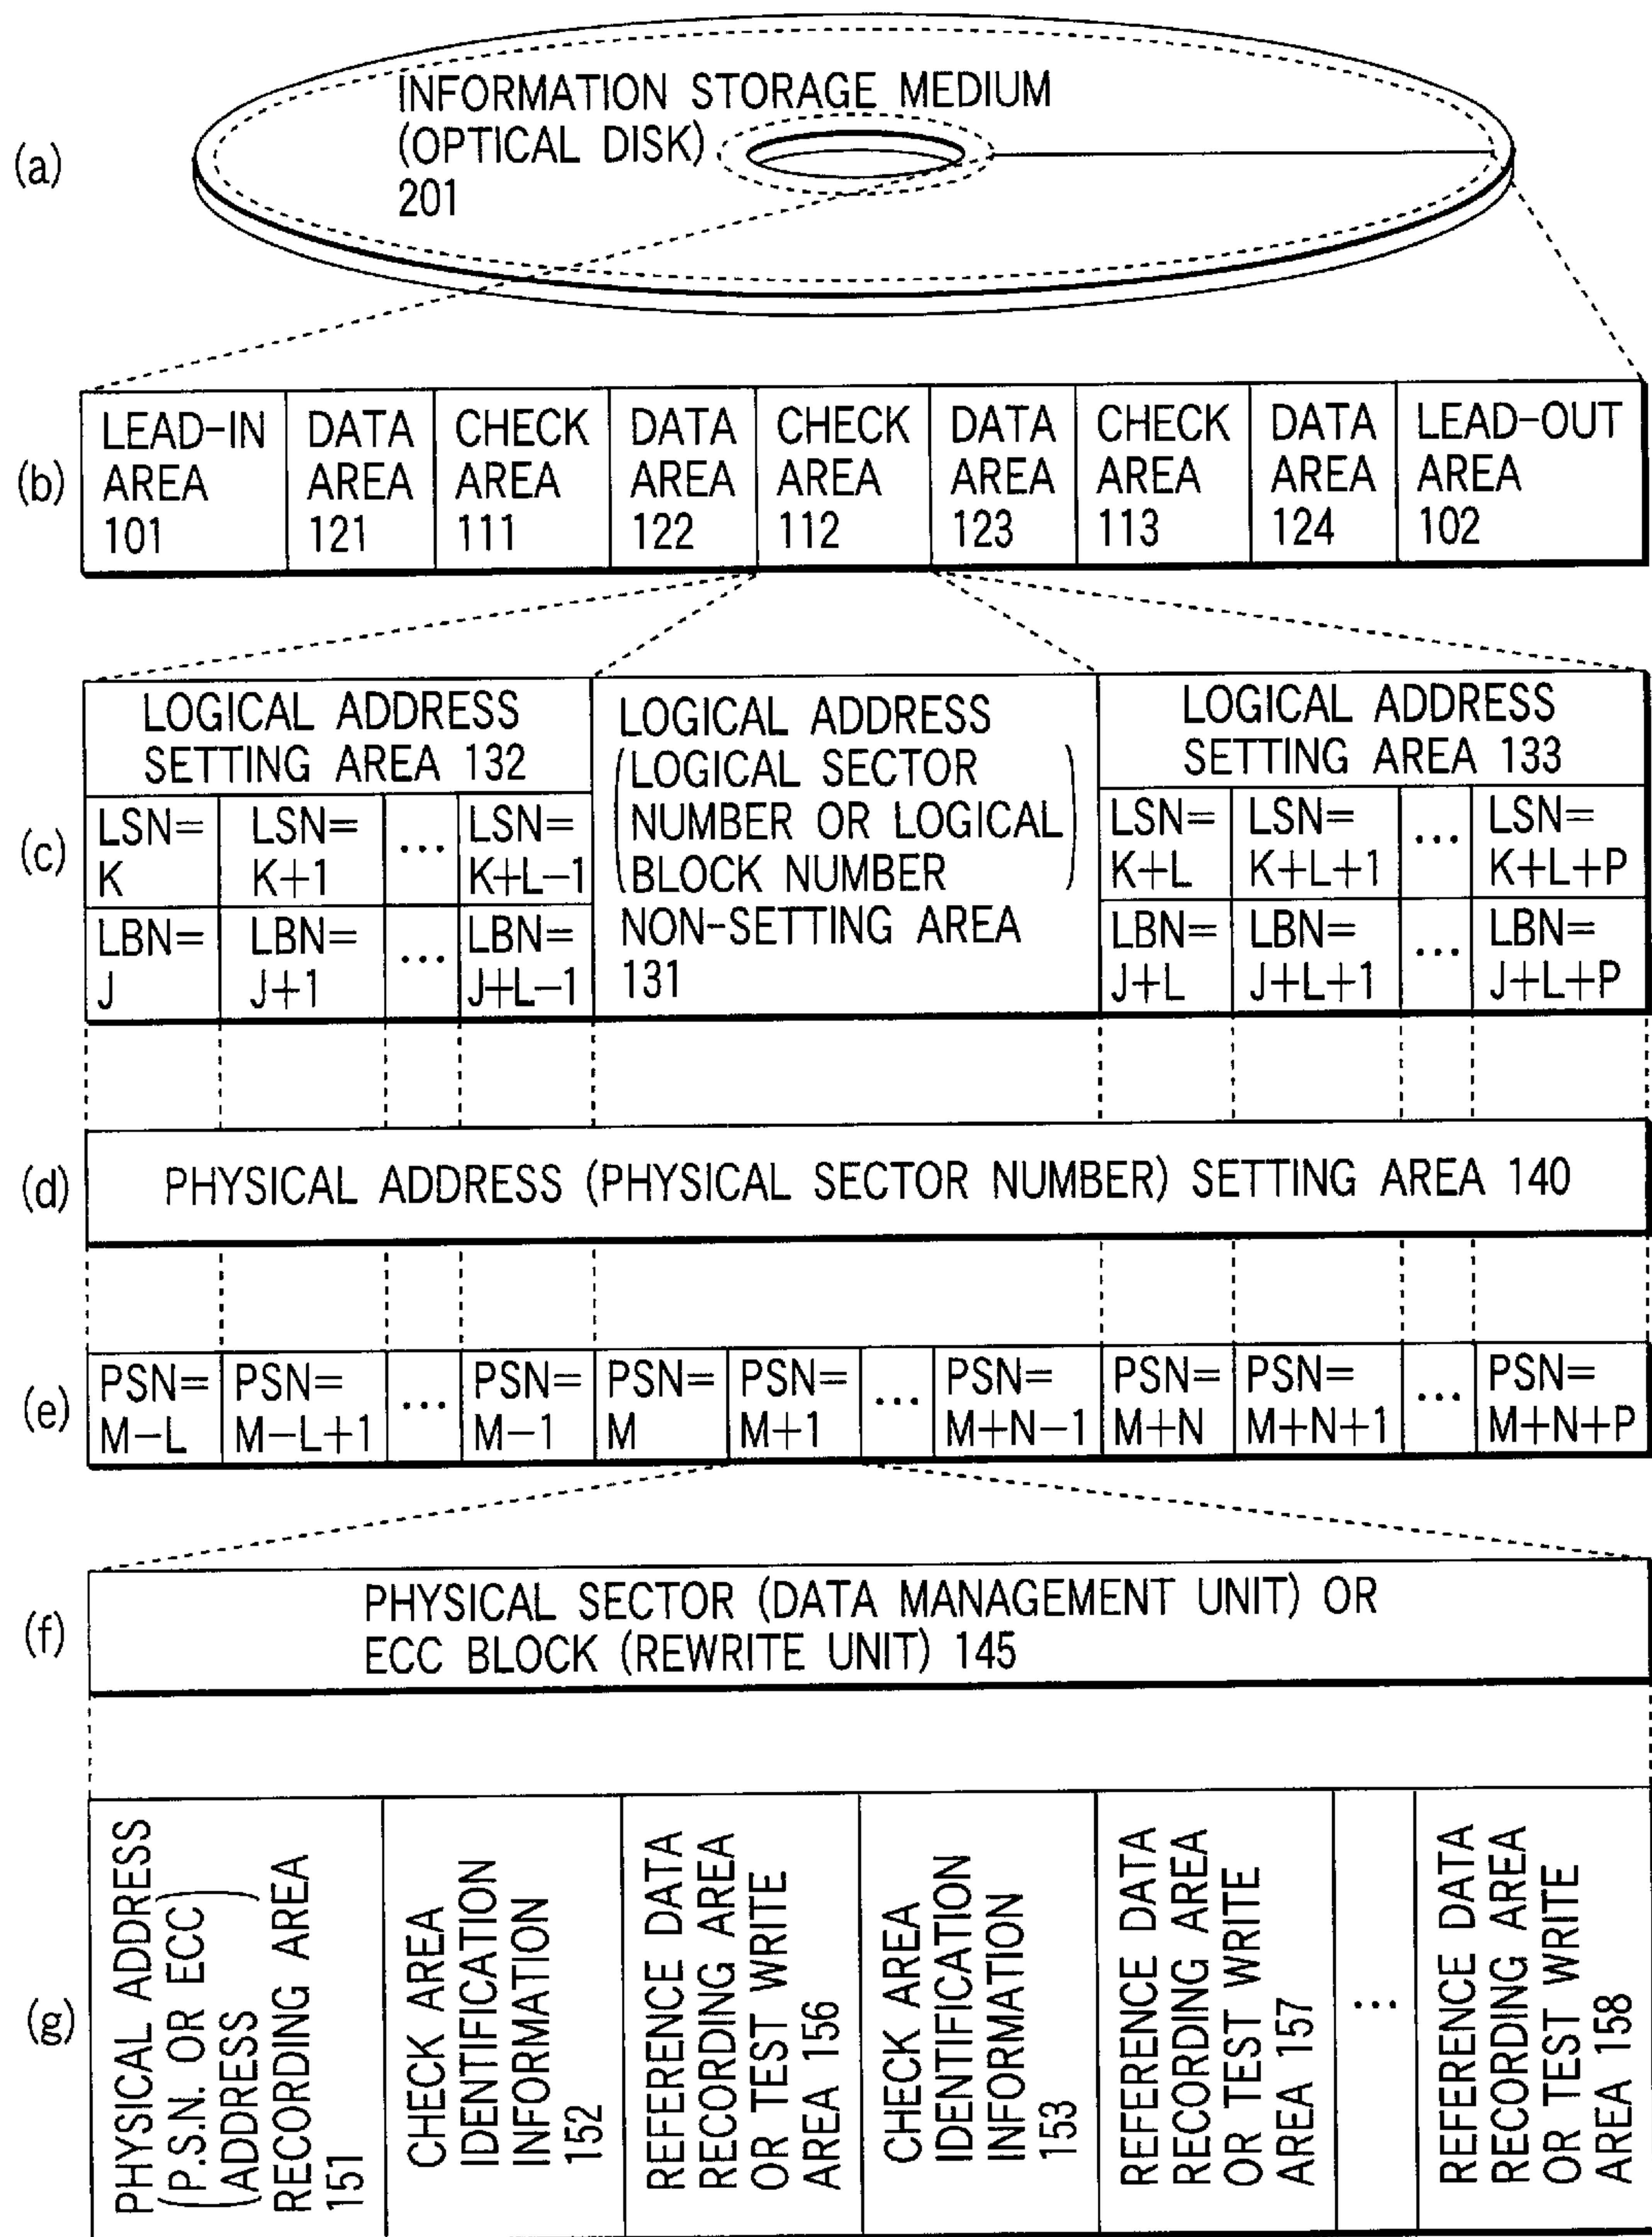 (a)
INFORMATION STORAGE MEDIUM
(OPTICAL DISK)
201
(b)
LEAD-IN
AREA
101
DATA
AREA
121
CHECK
AREA
111
DATA
AREA
122
CHECK
AREA
112
DATA
AREA
123
CHECK
AREA
113
DATA
AREA
124
LEAD-OUT
AREA
102
(c)
LOGICAL ADDRESS
SETTING AREA 132
LSN=
K
LSN=
K+1
...
LSN=
K+L-1
LBN=
J
LBN=
J+1
...
LBN=
J+L-1
LOGICAL ADDRESS
(LOGICAL SECTOR
NUMBER OR LOGICAL
BLOCK NUMBER)
NON-SETTING AREA
131
LOGICAL ADDRESS
SETTING AREA 133
LSN=
K+L
LSN=
K+L+1
...
LSN=
K+L+P
LBN=
J+L
LBN=
J+L+1
...
LBN=
J+L+P
(d)
PHYSICAL ADDRESS (PHYSICAL SECTOR NUMBER) SETTING AREA 140
(e)
PSN=
M-L
PSN=
M-L+1
...
PSN=
M-1
PSN=
M
PSN=
M+1
...
PSN=
M+N-1
PSN=
M+N
PSN=
M+N+1
...
PSN=
M+N+P
(f)
PHYSICAL SECTOR (DATA MANAGEMENT UNIT) OR
ECC BLOCK (REWRITE UNIT) 145
(g)
PHYSICAL ADDRESS
(P.S.N. OR ECC
ADDRESS)
RECORDING AREA
151
CHECK AREA
IDENTIFICATION
INFORMATION
152
REFERENCE DATA
RECORDING AREA
OR TEST WRITE
AREA 156
CHECK AREA
IDENTIFICATION
INFORMATION
153
REFERENCE DATA
RECORDING AREA
OR TEST WRITE
AREA 157
...
REFERENCE DATA
RECORDING AREA
OR TEST WRITE
AREA 158